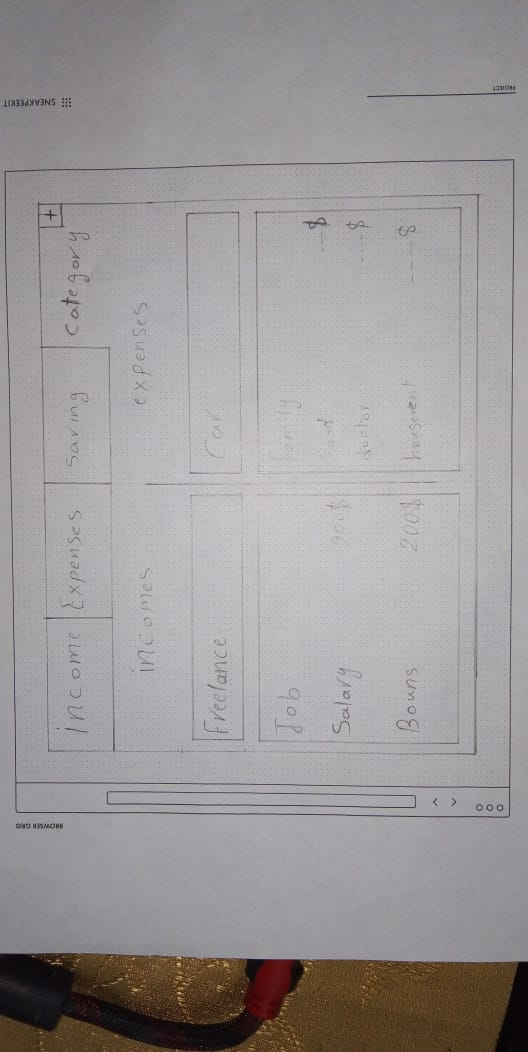 SNEAKPEEKIT
PROJECT
BROWSER GRID
Income Expenses Saving Category +
incomes expenses
Freelance Car
Job family
Salary 900$ food ---$
doctor ----$
Bouns 200$ houserent ----$